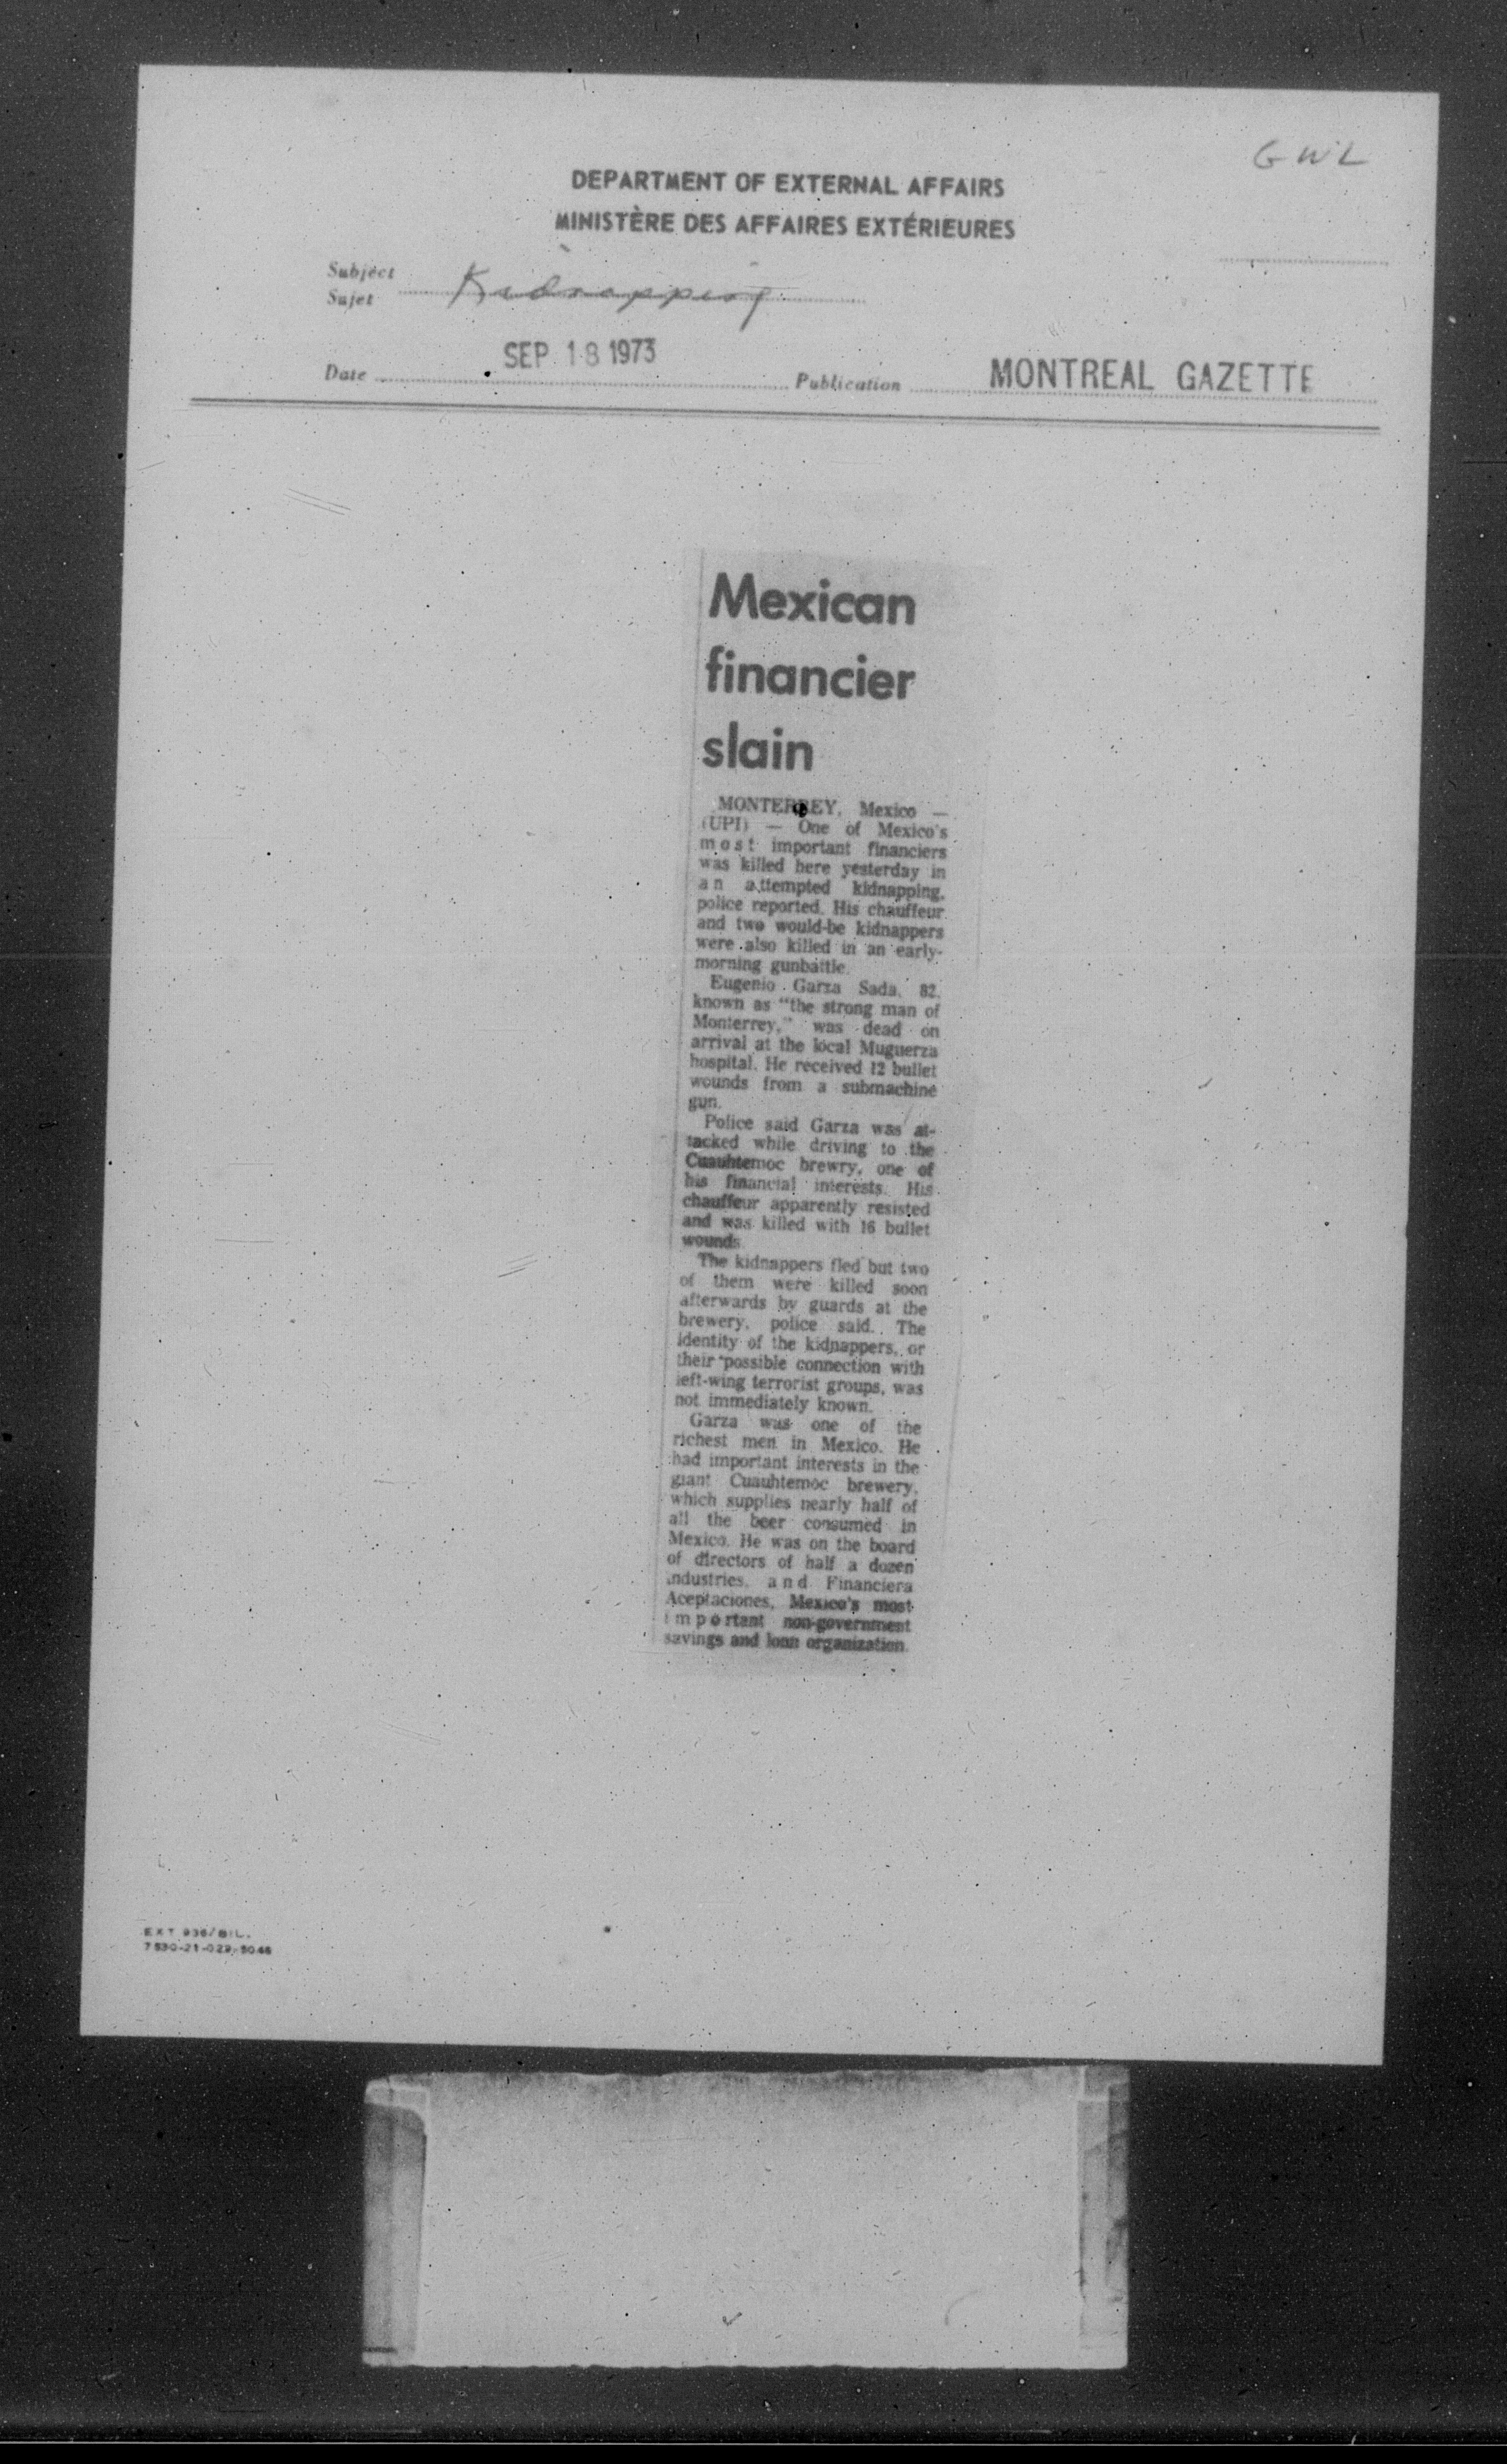 GWL
DEPARTMENT OF EXTERNAL AFFAIRS
MINISTÈRE DES AFFAIRES EXTÉRIEURES
Subject
Sujet
Kidnapping
Date SEP 18 1973 Publication MONTREAL GAZETTE
Mexican
financier
slain
MONTERREY, Mexico —
(UPI) — One of Mexico's
most important financiers
was killed here yesterday in
an attempted kidnapping,
police reported. His chauffeur
and two would-be kidnappers
were also killed in an early-
morning gunbattle.
Eugenio Garza Sada, 82,
known as "the strong man of
Monterrey," was dead on
arrival at the local Muguerza
hospital. He received 12 bullet
wounds from a submachine
gun.
Police said Garza was at-
tacked while driving to the
Cuauhtemoc brewry, one of
his financial interests. His
chauffeur apparently resisted
and was killed with 16 bullet
wounds.
The kidnappers fled but two
of them were killed soon
afterwards by guards at the
brewery, police said. The
identity of the kidnappers, or
their possible connection with
left-wing terrorist groups, was
not immediately known.
Garza was one of the
richest men in Mexico. He
had important interests in the
giant Cuauhtemoc brewery,
which supplies nearly half of
all the beer consumed in
Mexico. He was on the board
of directors of half a dozen
industries, and Financiera
Aceptaciones, Mexico's most
important non-government
savings and loan organization.
EXT 936/BIL.
7530-21-029-5046